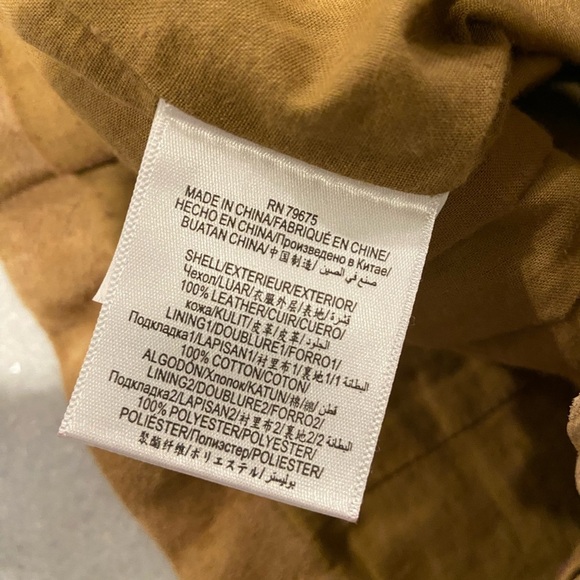 RN 79675
MADE IN CHINA/FABRIQUÉ EN CHINE/
HECHO EN CHINA/Произведено в Китае/
BUATAN CHINA/中国制造/ صنع في الصين/
SHELL/EXTERIEUR/EXTERIOR/
Чехол/LUAR/衣服外层/表地/ قشرة/
100% LEATHER/CUIR/CUERO/
кожа/KULIT/皮革/皮革/
LINING1/DOUBLURE1/FORRO1/
Подкладка1/LAPISAN1/衬里布1/裏地1/ البطانة 1/
100% COTTON/COTON/
ALGODÓN/Хлопок/KATUN/棉/綿/ قطن/
LINING2/DOUBLURE2/FORRO2/
Подкладка2/LAPISAN2/衬里布2/裏地2/ البطانة 2/
100% POLYESTER/POLYESTER/
POLIÉSTER/Полиэстер/POLIESTER/
聚酯纤维/ポリエステル/ بوليستر/